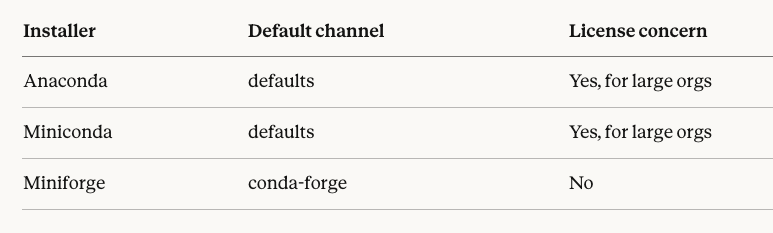 Installer Default channel License concern
Anaconda defaults Yes, for large orgs
Miniconda defaults Yes, for large orgs
Miniforge conda-forge No